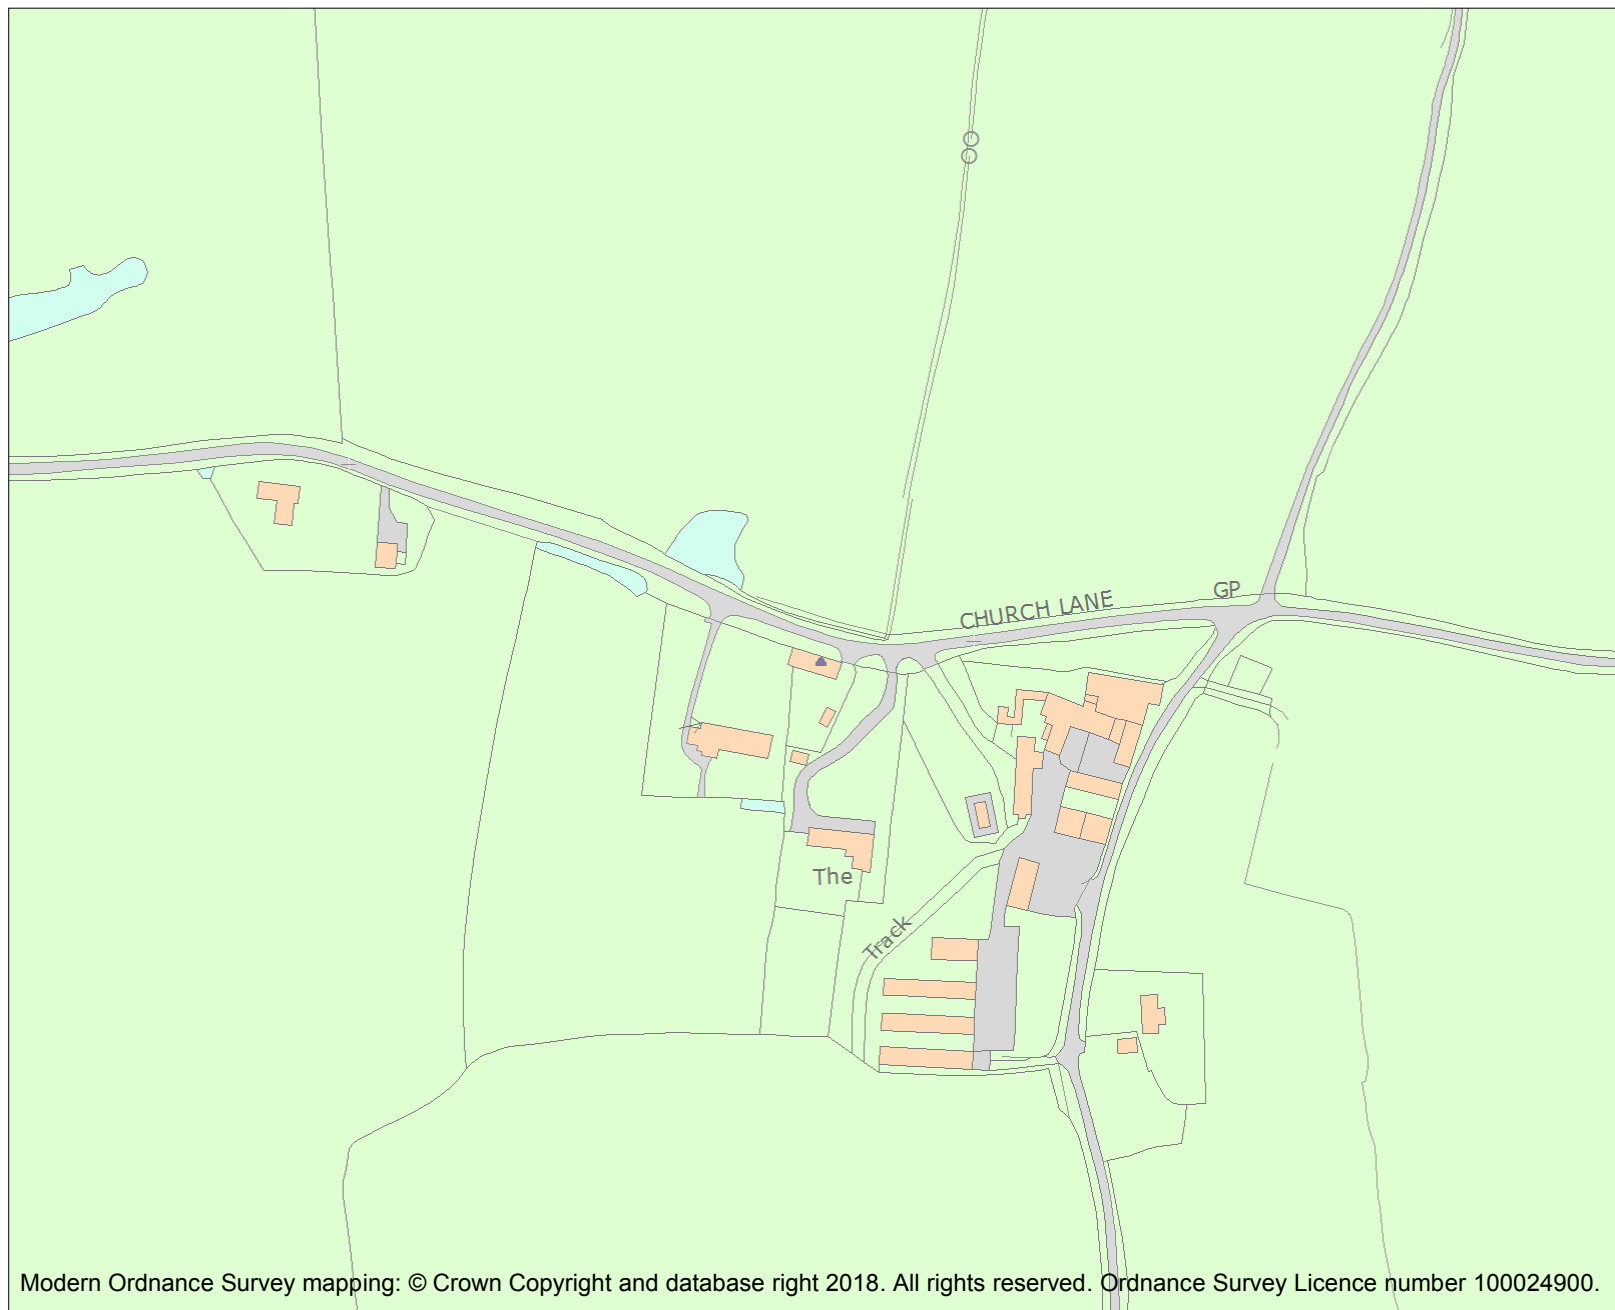 CHURCH LANE
GP
The
Track
Modern Ordnance Survey mapping: © Crown Copyright and database right 2018. All rights reserved. Ordnance Survey Licence number 100024900.